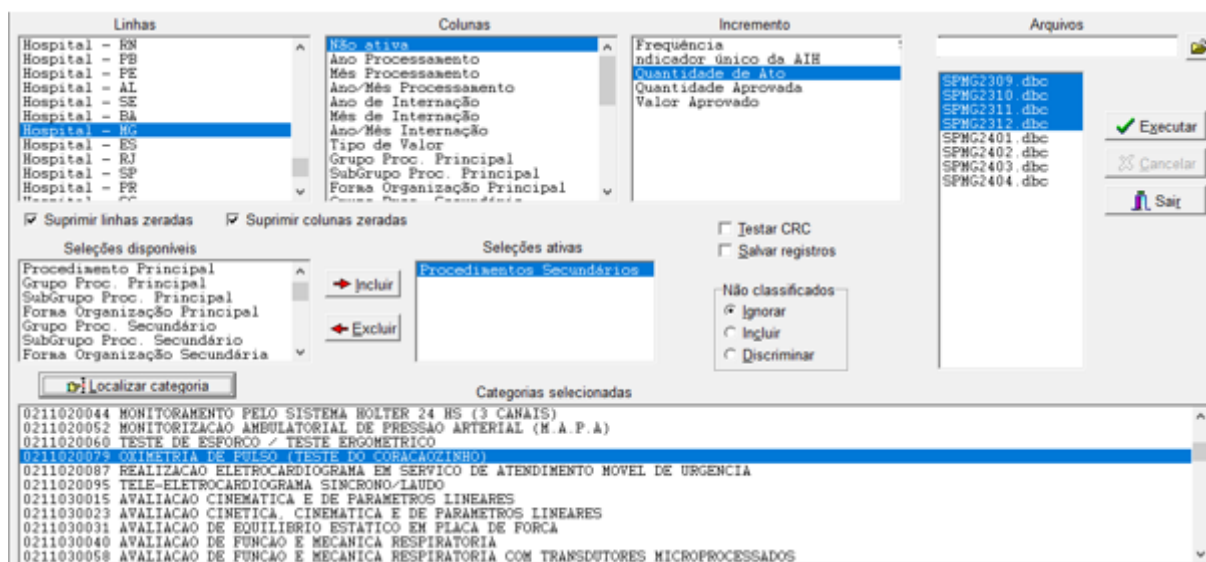 Linhas
Colunas
Incremento
Arquivos
Hospital - RN
Hospital - PB
Hospital - PE
Hospital - AL
Hospital - SE
Hospital - BA
Hospital - MG
Hospital - ES
Hospital - RJ
Hospital - SP
Hospital - PR
Não ativa
Ano Processamento
Mês Processamento
Ano/Mês Processamento
Ano de Internação
Mês de Internação
Ano/Mês Internação
Tipo de Valor
Grupo Proc. Principal
SubGrupo Proc. Principal
Forma Organização Principal
Freqüência
ndicador único da AIH
Quantidade de Ato
Quantidade Aprovada
Valor Aprovado
SPMG2309.dbc
SPMG2310.dbc
SPMG2311.dbc
SPMG2312.dbc
SPMG2401.dbc
SPMG2402.dbc
SPMG2403.dbc
SPMG2404.dbc
Executar
Cancelar
Sair
Suprimir linhas zeradas
Suprimir colunas zeradas
Testar CRC
Salvar registros
Seleções disponíveis
Seleções ativas
Procedimento Principal
Grupo Proc. Principal
SubGrupo Proc. Principal
Forma Organização Principal
Grupo Proc. Secundário
SubGrupo Proc. Secundário
Forma Organização Secundária
Incluir
Excluir
Procedimentos Secundários
Não classificados
Ignorar
Incluir
Discriminar
Localizar categoria
Categorias selecionadas
0211020044 MONITORAMENTO PELO SISTEMA HOLTER 24 HS (3 CANAIS)
0211020052 MONITORIZACAO AMBULATORIAL DE PRESSAO ARTERIAL (M.A.P.A)
0211020060 TESTE DE ESFORCO / TESTE ERGOMETRICO
0211020079 OXIMETRIA DE PULSO (TESTE DO CORACAOZINHO)
0211020087 REALIZACAO ELETROCARDIOGRAMA EM SERVICO DE ATENDIMENTO MOVEL DE URGENCIA
0211020095 TELE-ELETROCARDIOGRAMA SINCRONO/LAUDO
0211030015 AVALIACAO CINEMATICA E DE PARAMETROS LINEARES
0211030023 AVALIACAO CINETICA, CINEMATICA E DE PARAMETROS LINEARES
0211030031 AVALIACAO DE EQUILIBRIO ESTATICO EM PLACA DE FORCA
0211030040 AVALIACAO DE FUNCAO E MECANICA RESPIRATORIA
0211030058 AVALIACAO DE FUNCAO E MECANICA RESPIRATORIA COM TRANSDUTORES MICROPROCESSADOS